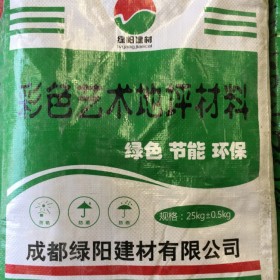 绿阳建材
彩色艺术地坪材料
绿色 节能 环保
规格：25kg±0.5kg
成都绿阳建材有限公司